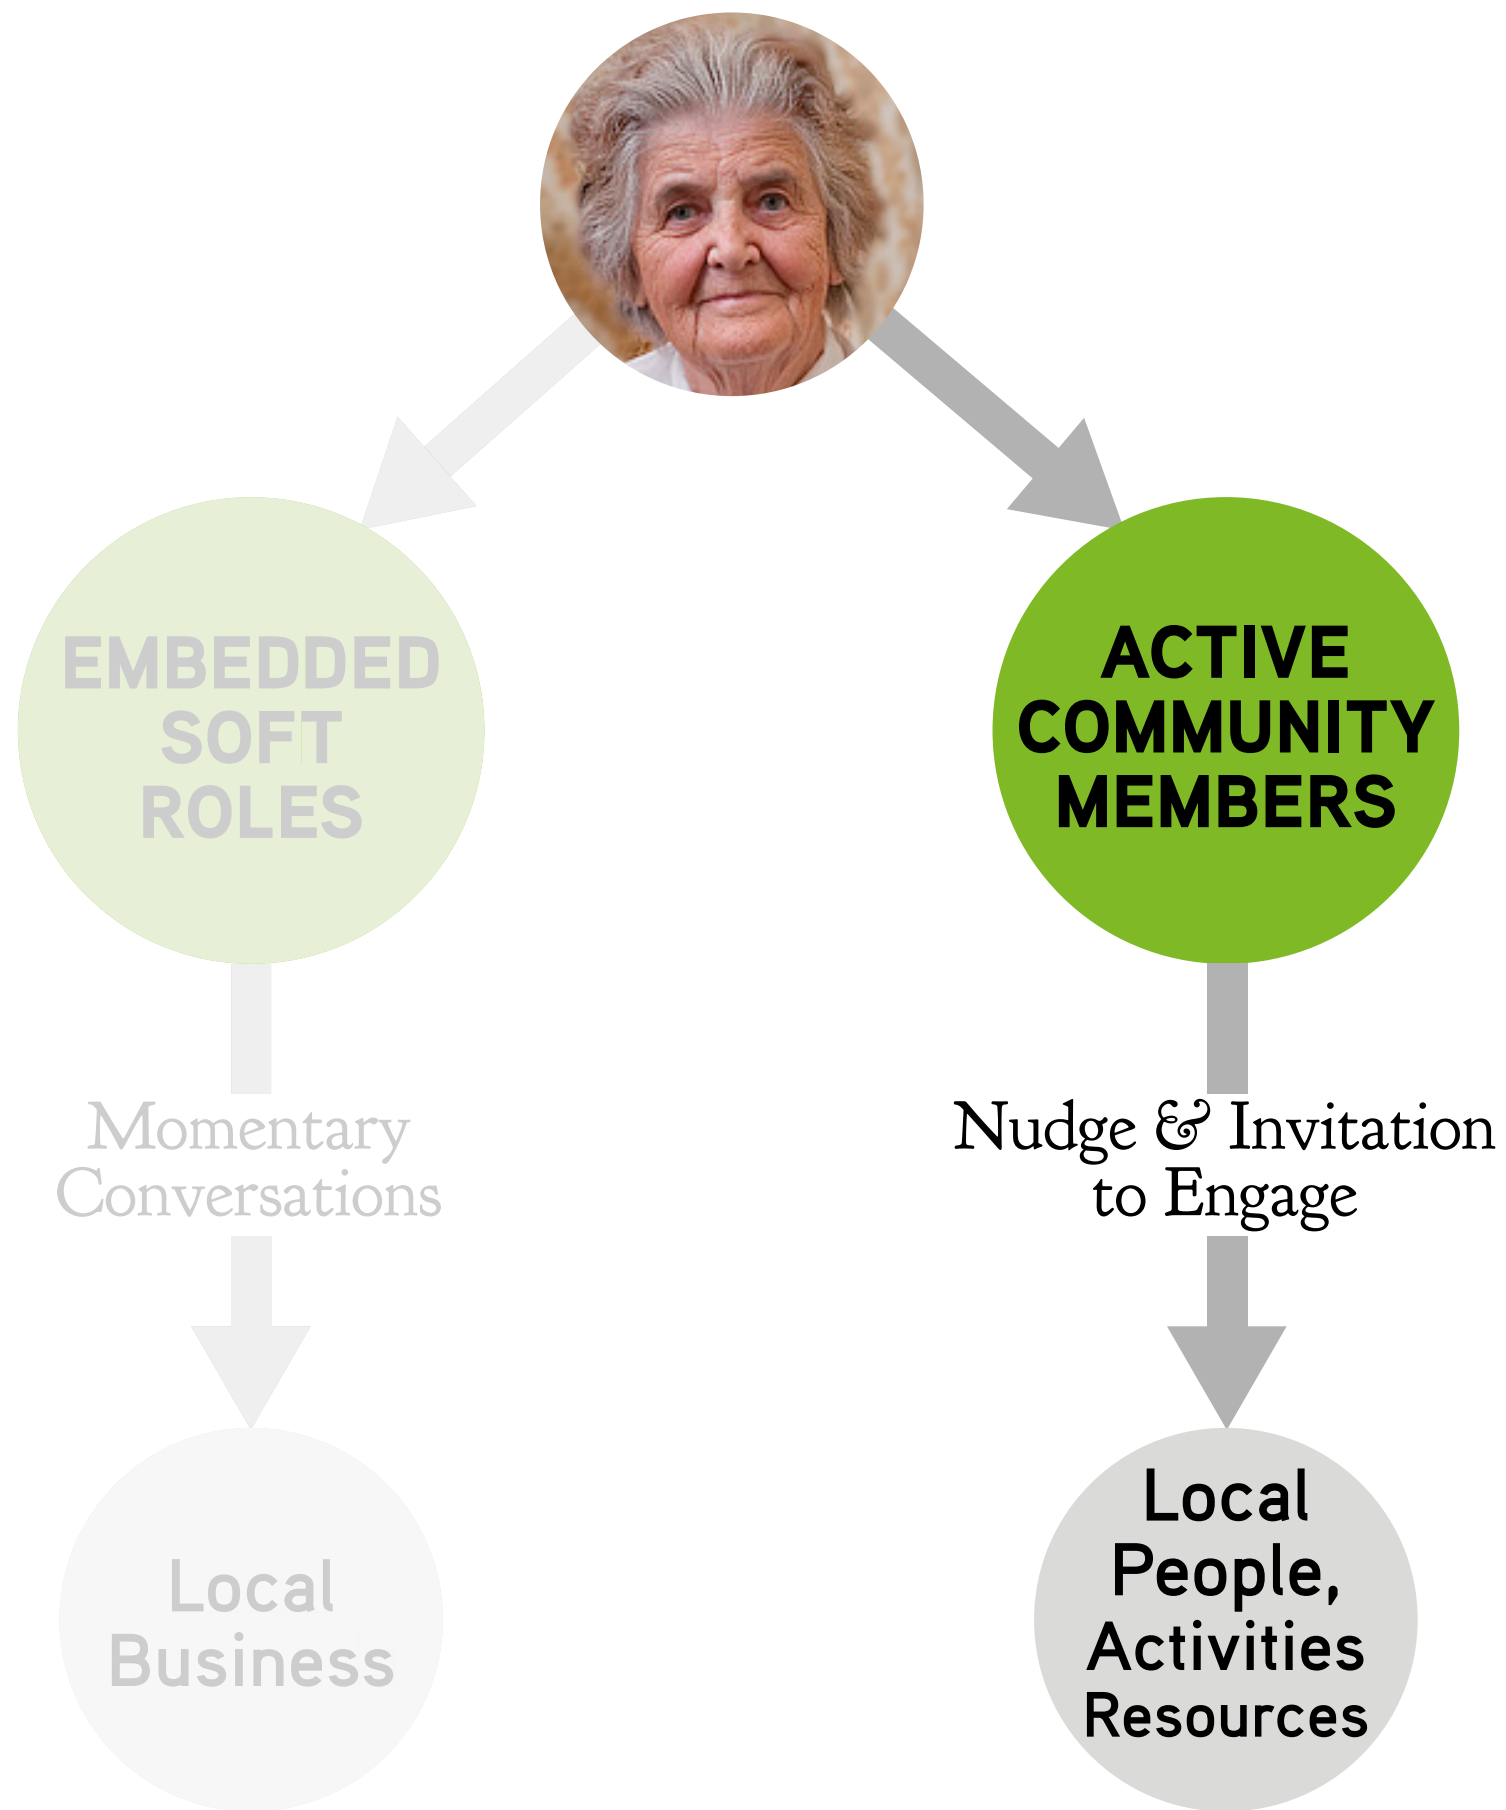 EMBEDDED
SOFT
ROLES
Momentary
Conversations
Local
Business
ACTIVE
COMMUNITY
MEMBERS
Nudge & Invitation
to Engage
Local
People,
Activities
Resources